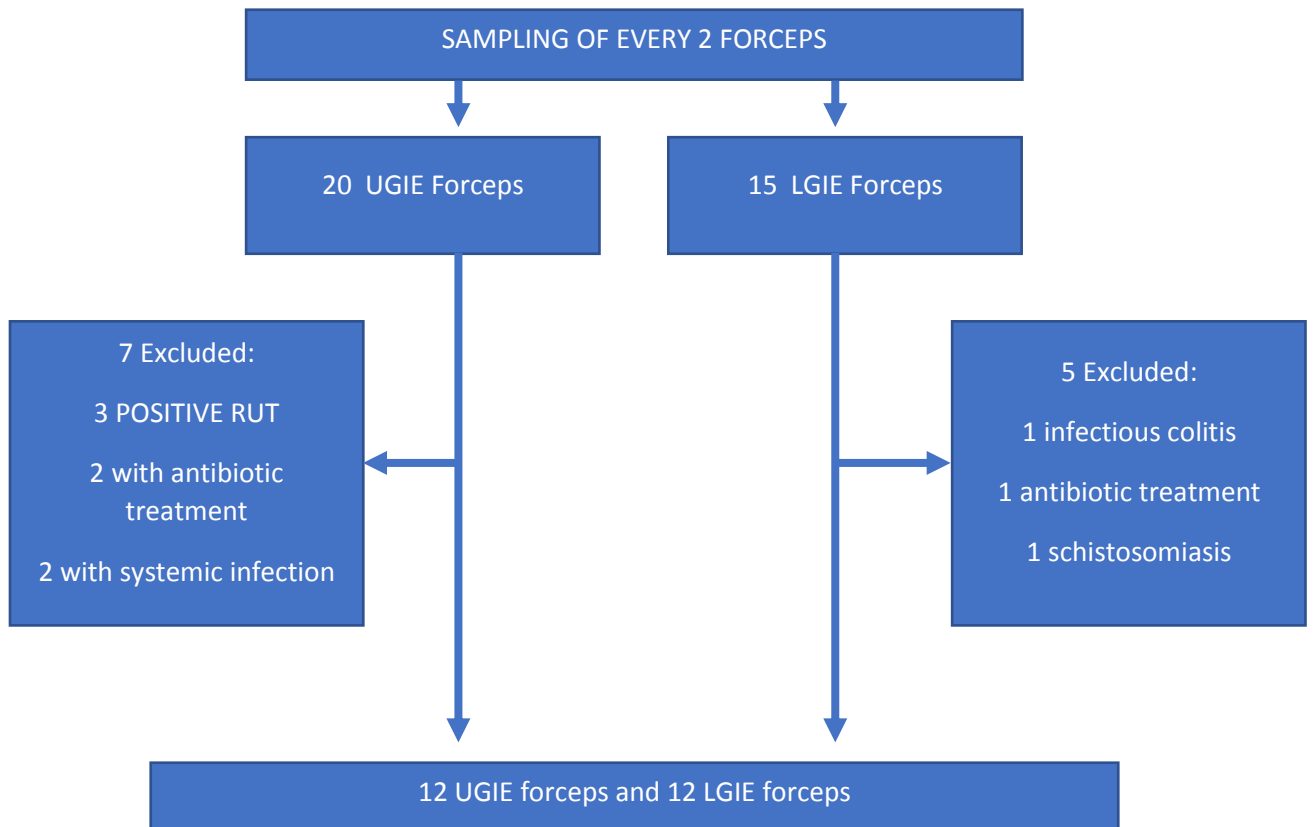 SAMPLING OF EVERY 2 FORCEPS
20 UGIE Forceps
15 LGIE Forceps
7 Excluded:
3 POSITIVE RUT
2 with antibiotic
treatment
2 with systemic infection
5 Excluded:
1 infectious colitis
1 antibiotic treatment
1 schistosomiasis
12 UGIE forceps and 12 LGIE forceps